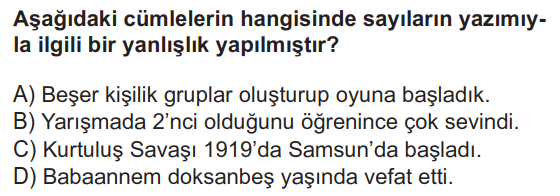 Aşağıdaki cümlelerin hangisinde sayıların yazımıy-
la ilgili bir yanlışlık yapılmıştır?
A) Beşer kişilik gruplar oluşturup oyuna başladık.
B) Yarışmada 2’nci olduğunu öğrenince çok sevindi.
C) Kurtuluş Savaşı 1919’da Samsun’da başladı.
D) Babaannem doksanbeş yaşında vefat etti.